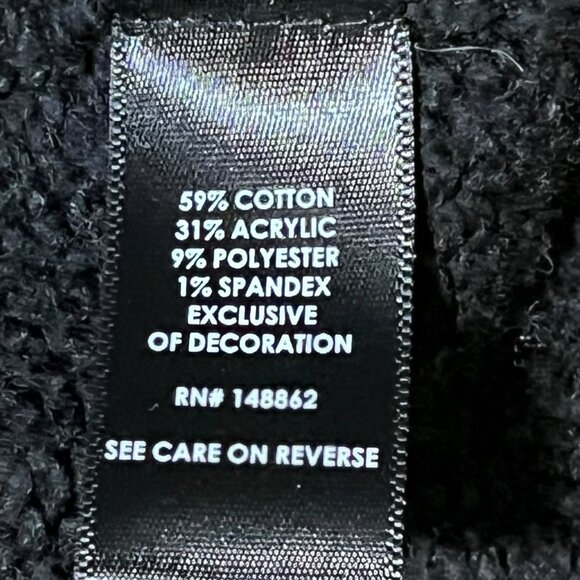 59% COTTON
31% ACRYLIC
9% POLYESTER
1% SPANDEX
EXCLUSIVE
OF DECORATION
RN# 148862
SEE CARE ON REVERSE